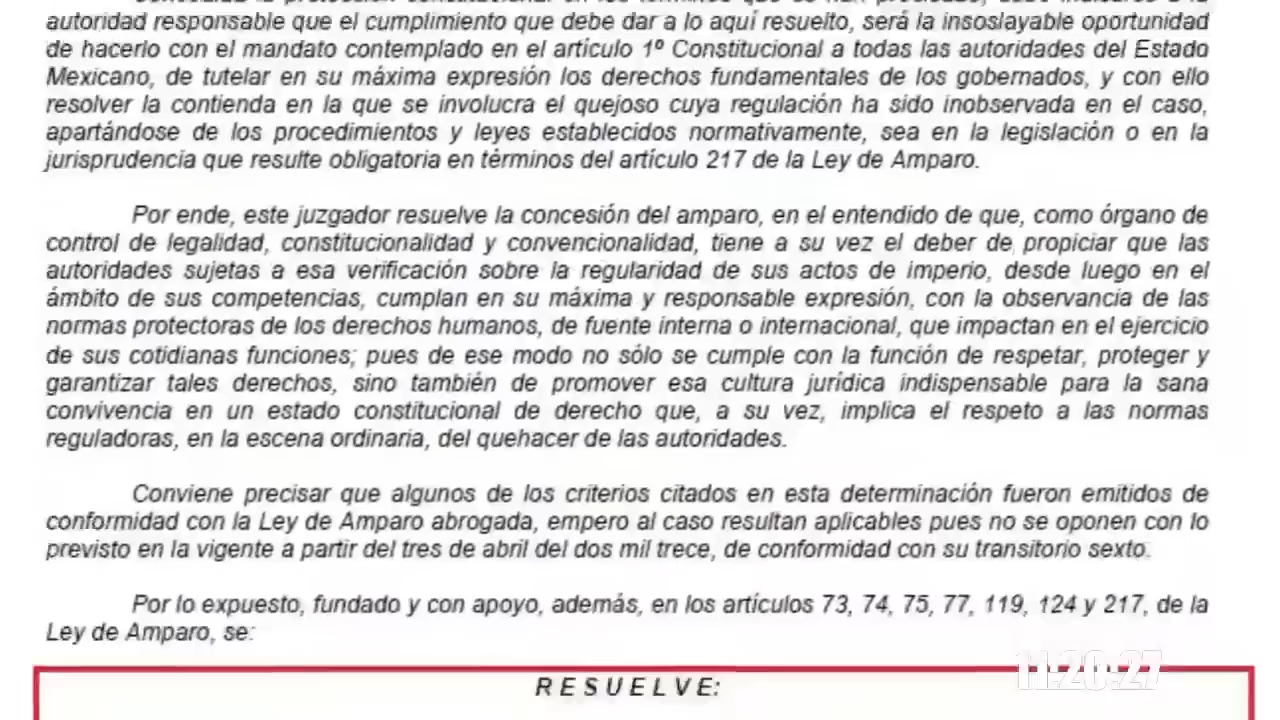 autoridad responsable que el cumplimiento que debe dar a lo aquí resuelto, será la insoslayable oportunidad
de hacerlo con el mandato contemplado en el artículo 1º Constitucional a todas las autoridades del Estado
Mexicano, de tutelar en su máxima expresión los derechos fundamentales de los gobernados, y con ello
resolver la contienda en la que se involucra el quejoso cuya regulación ha sido inobservada en el caso,
apartándose de los procedimientos y leyes establecidos normativamente, sea en la legislación o en la
jurisprudencia que resulte obligatoria en términos del artículo 217 de la Ley de Amparo.
Por ende, este juzgador resuelve la concesión del amparo, en el entendido de que, como órgano de
control de legalidad, constitucionalidad y convencionalidad, tiene a su vez el deber de propiciar que las
autoridades sujetas a esa verificación sobre la regularidad de sus actos de imperio, desde luego en el
ámbito de sus competencias, cumplan en su máxima y responsable expresión, con la observancia de las
normas protectoras de los derechos humanos, de fuente interna o internacional, que impactan en el ejercicio
de sus cotidianas funciones; pues de ese modo no sólo se cumple con la función de respetar, proteger y
garantizar tales derechos, sino también de promover esa cultura jurídica indispensable para la sana
convivencia en un estado constitucional de derecho que, a su vez, implica el respeto a las normas
reguladoras, en la escena ordinaria, del quehacer de las autoridades.
Conviene precisar que algunos de los criterios citados en esta determinación fueron emitidos de
conformidad con la Ley de Amparo abrogada, empero al caso resultan aplicables pues no se oponen con lo
previsto en la vigente a partir del tres de abril del dos mil trece, de conformidad con su transitorio sexto.
Por lo expuesto, fundado y con apoyo, además, en los artículos 73, 74, 75, 77, 119, 124 y 217, de la
Ley de Amparo, se:
11:20:27
R E S U E L V E: